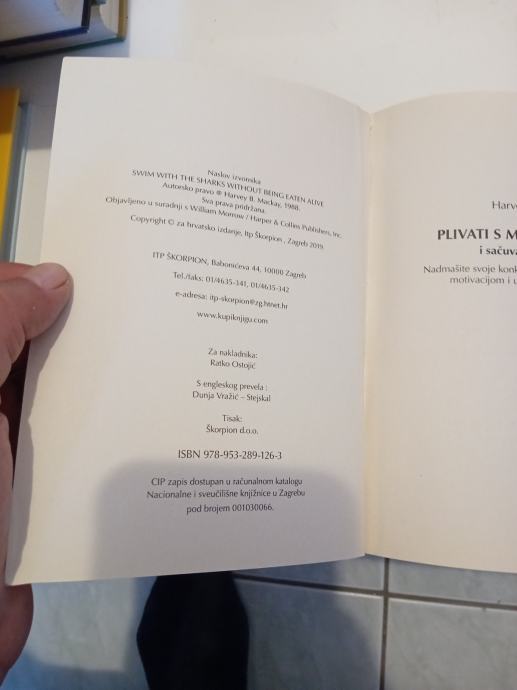 Naslov izvornika
SWIM WITH THE SHARKS WITHOUT BEING EATEN ALIVE
Autorsko pravo © Harvey B. Mackay, 1988.
Sva prava pridržana.
Objavljeno u suradnji s William Morrow / Harper & Collins Publishers, Inc.
Copyright © za hrvatsko izdanje, Itp Škorpion, Zagreb 2019.
ITP ŠKORPION, Babonićeva 44, 10000 Zagreb
Tel./faks: 01/4635-341, 01/4635-342
e-adresa: itp-skorpion@zg.htnet.hr
www.kupiknjigu.com
Za nakladnika:
Ratko Ostojić
S engleskog prevela :
Dunja Vražić – Stejskal
Tisak:
Škorpion d.o.o.
ISBN 978-953-289-126-3
CIP zapis dostupan u računalnom katalogu
Nacionalne i sveučilišne knjižnice u Zagrebu
pod brojem 001030066.
Harv
PLIVATI S M
i sačuva
Nadmašite svoje konk
motivacijom i u